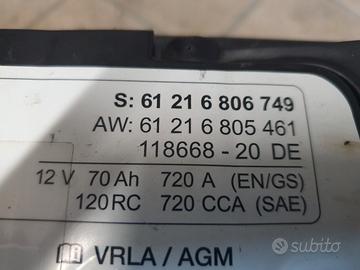 S: 61 21 6 806 749
AW: 61 21 6 805 461
118668 - 20 DE
12 V 70 Ah 720 A (EN/GS)
120RC 720 CCA (SAE)
VRLA / AGM
subito